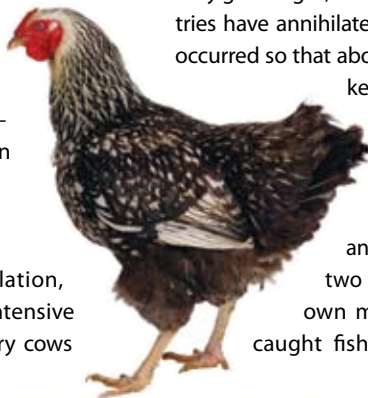 –
n
lation,
ntensive
ry cows
tries have annihilate
occurred so that abo
ke
an
two
own m
caught fish